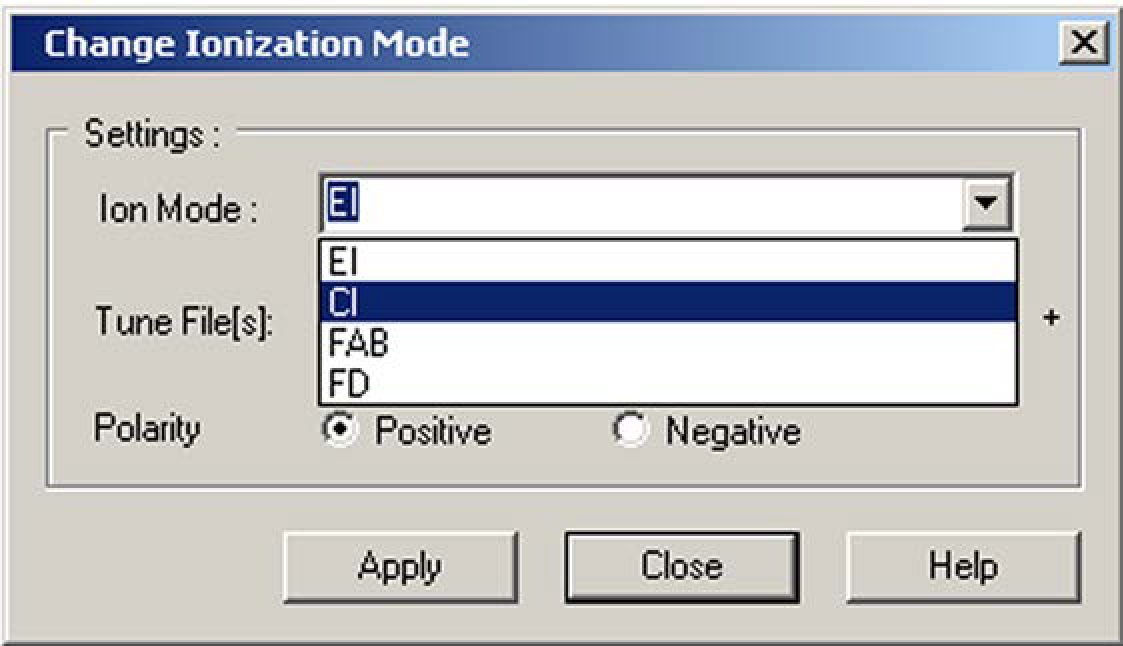 Change Ionization Mode
Settings :
Ion Mode : EI
EI
CI
Tune File[s]: +
FAB
FD
Polarity Positive Negative
Apply Close Help